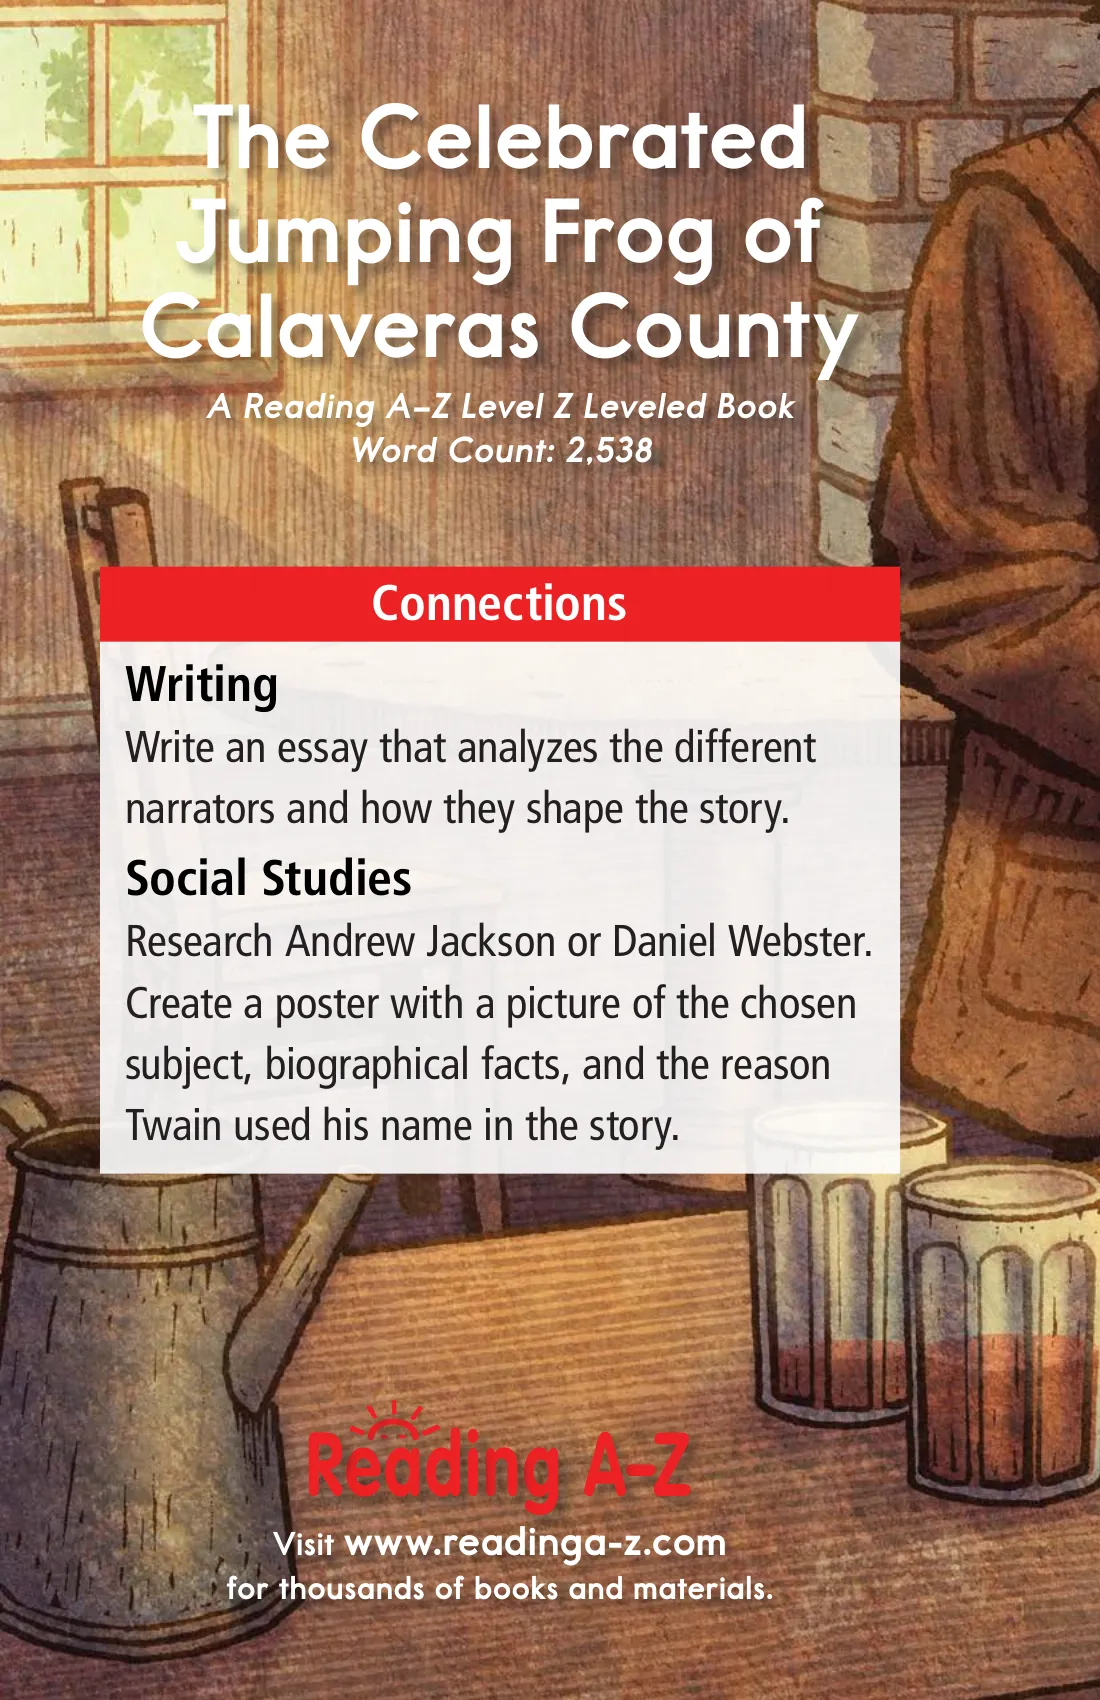 The Celebrated
Jumping Frog of
Calaveras County
A Reading A–Z Level Z Leveled Book
Word Count: 2,538
Connections
Writing
Write an essay that analyzes the different
narrators and how they shape the story.
Social Studies
Research Andrew Jackson or Daniel Webster.
Create a poster with a picture of the chosen
subject, biographical facts, and the reason
Twain used his name in the story.
Reading A–Z
Visit www.readinga-z.com
for thousands of books and materials.